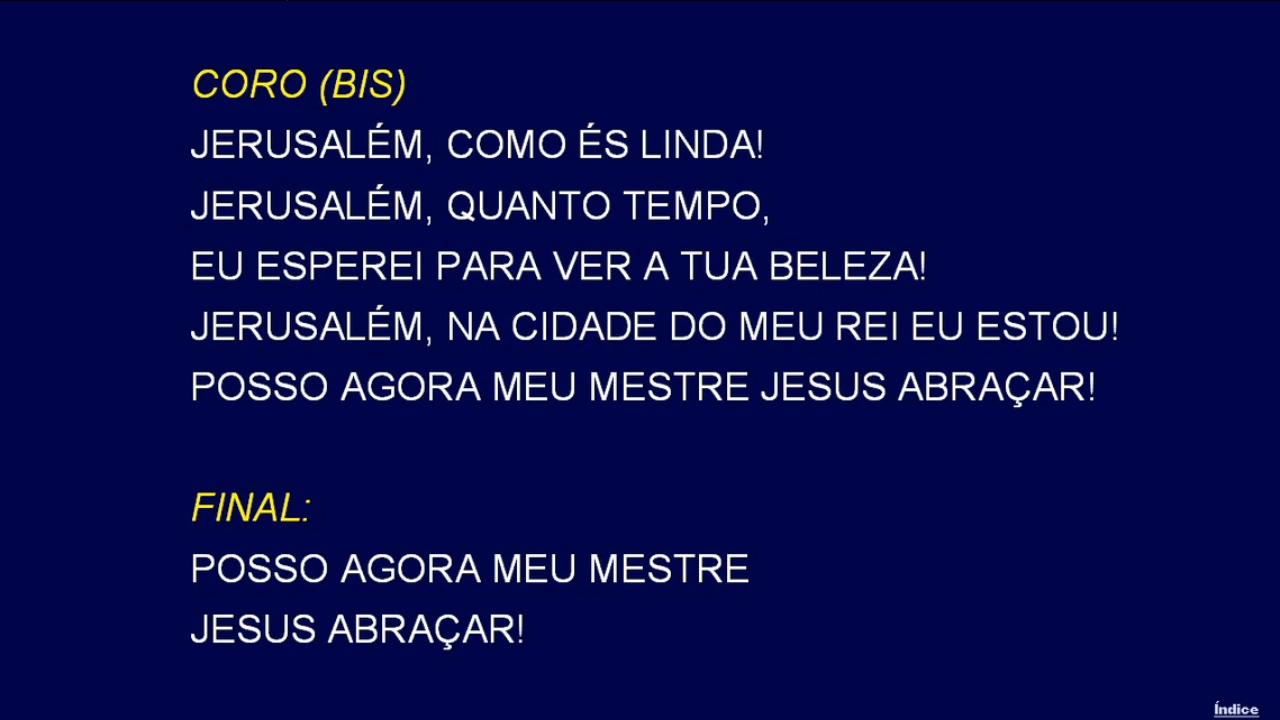 CORO (BIS)
JERUSALÉM, COMO ÉS LINDA!
JERUSALÉM, QUANTO TEMPO,
EU ESPEREI PARA VER A TUA BELEZA!
JERUSALÉM, NA CIDADE DO MEU REI EU ESTOU!
POSSO AGORA MEU MESTRE JESUS ABRAÇAR!
FINAL:
POSSO AGORA MEU MESTRE
JESUS ABRAÇAR!
Índice